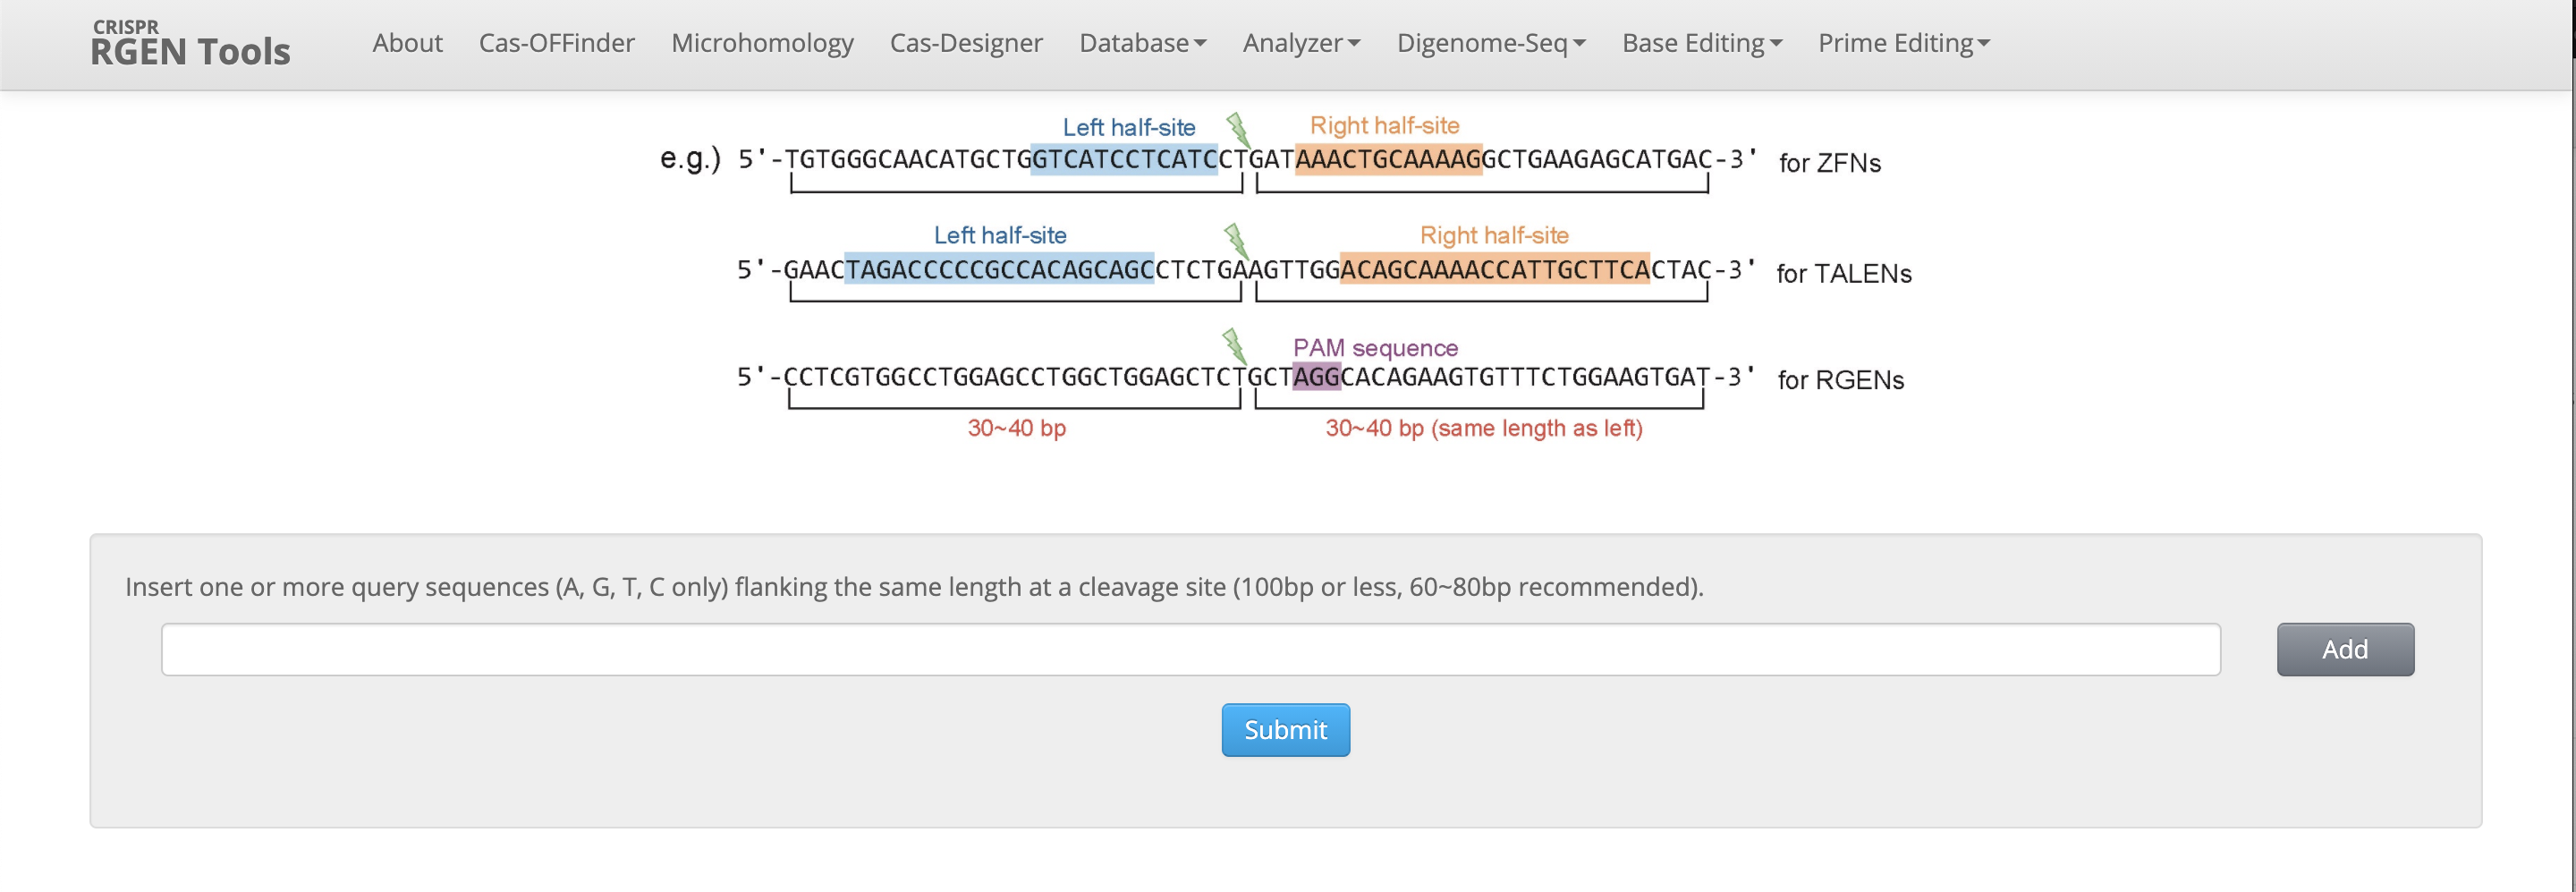 CRISPR
RGEN Tools
About Cas-OFFinder Microhomology Cas-Designer Database Analyzer Digenome-Seq Base Editing Prime Editing
Left half-site Right half-site
e.g.) 5'-TGTGGGCAACATGCTGGTCATCCTCATCCTGATAAACTGCAAAAGGCTGAAGAGCATGAC-3' for ZFNs
Left half-site Right half-site
5'-GAACTAGACCCCCGCCACAGCAGCCTCTGAAGTTGGACAGCAAAACCATTGCTTCACTAC-3' for TALENs
PAM sequence
5'-CCTCGTGGCCTGGAGCCTGGCTGGAGCTCTGCTAGGCACAGAAGTGTTTCTGGAAGTGAT-3' for RGENs
30~40 bp 30~40 bp (same length as left)
Insert one or more query sequences (A, G, T, C only) flanking the same length at a cleavage site (100bp or less, 60~80bp recommended).
Add
Submit